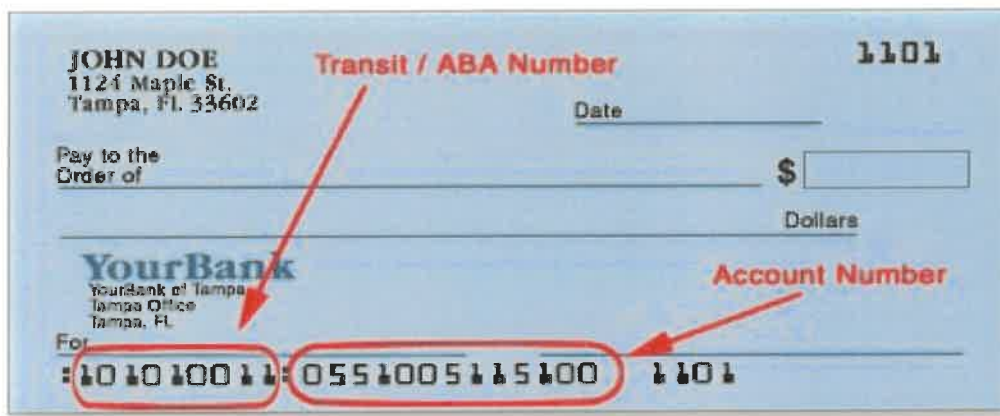 JOHN DOE
1124 Maple St.
Tampa, FL 33602
Transit / ABA Number
1101
Date
Pay to the
Order of
$
Dollars
YourBank
YourBank of Tampa
Tampa Office
Tampa, FL
Account Number
For
⑆101010011⑆ 0551005115100 1101